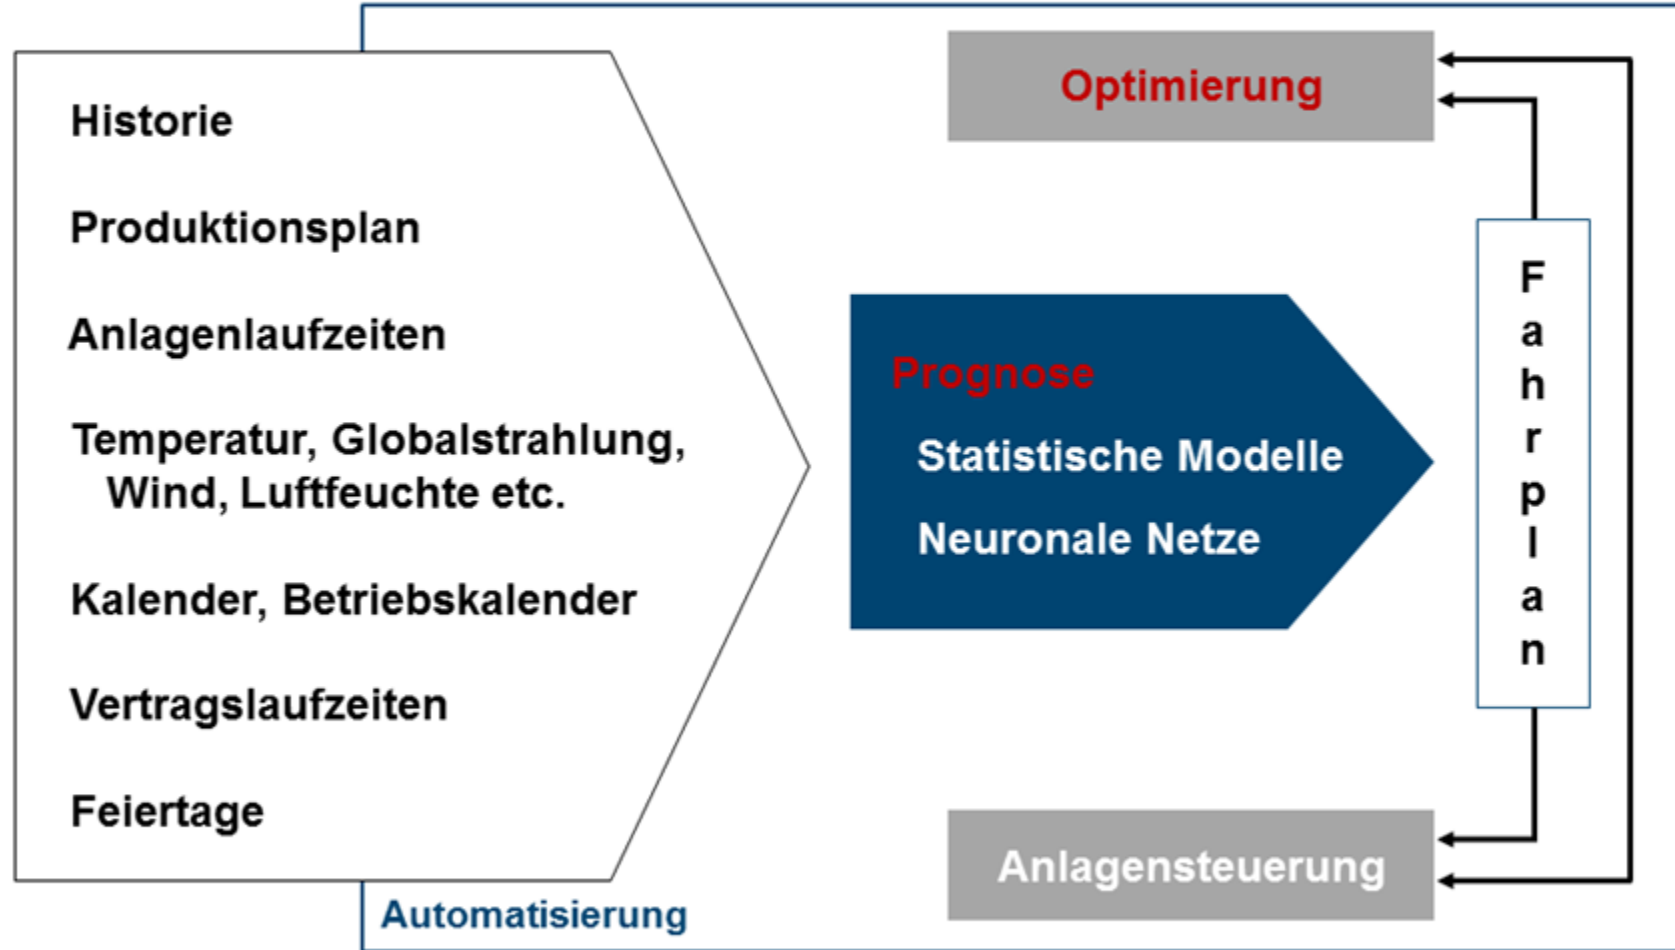 Historie
Produktionsplan
Anlagenlaufzeiten
Temperatur, Globalstrahlung,
Wind, Luftfeuchte etc.
Kalender, Betriebskalender
Vertragslaufzeiten
Feiertage
Automatisierung
Prognose
Statistische Modelle
Neuronale Netze
Optimierung
Fahrplan
Anlagensteuerung